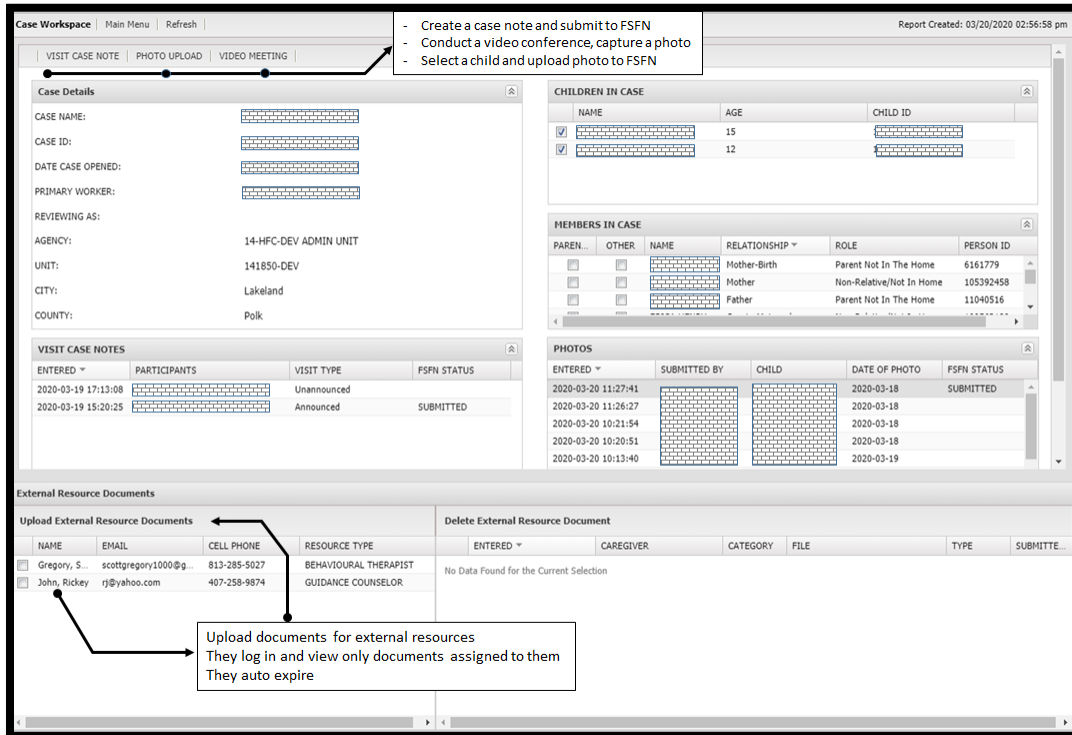 Case Workspace Main Menu Refresh
Report Created: 03/20/2020 02:56:58 pm
- Create a case note and submit to FSFN
- Conduct a video conference, capture a photo
- Select a child and upload photo to FSFN
VISIT CASE NOTE PHOTO UPLOAD VIDEO MEETING
Case Details
CASE NAME:
CASE ID:
DATE CASE OPENED:
PRIMARY WORKER:
REVIEWING AS:
AGENCY: 14-HFC-DEV ADMIN UNIT
UNIT: 141850-DEV
CITY: Lakeland
COUNTY: Polk
CHILDREN IN CASE
NAME AGE CHILD ID
15
12
MEMBERS IN CASE
PAREN... OTHER NAME RELATIONSHIP ROLE PERSON ID
Mother-Birth Parent Not In The Home 6161779
Mother Non-Relative/Not In Home 105392458
Father Parent Not In The Home 11040516
VISIT CASE NOTES
ENTERED PARTICIPANTS VISIT TYPE FSFN STATUS
2020-03-19 17:13:08 Unannounced
2020-03-19 15:20:25 Announced SUBMITTED
PHOTOS
ENTERED SUBMITTED BY CHILD DATE OF PHOTO FSFN STATUS
2020-03-20 11:27:41 2020-03-18 SUBMITTED
2020-03-20 11:26:27 2020-03-18
2020-03-20 10:21:54 2020-03-18
2020-03-20 10:20:51 2020-03-18
2020-03-20 10:13:40 2020-03-19
External Resource Documents
Upload External Resource Documents
NAME EMAIL CELL PHONE RESOURCE TYPE
Gregory, S... scottgregory1000@g... 813-285-5027 BEHAVIOURAL THERAPIST
John, Rickey rj@yahoo.com 407-258-9874 GUIDANCE COUNSELOR
Delete External Resource Document
ENTERED CAREGIVER CATEGORY FILE TYPE SUBMITTE...
No Data Found for the Current Selection
Upload documents for external resources
They log in and view only documents assigned to them
They auto expire